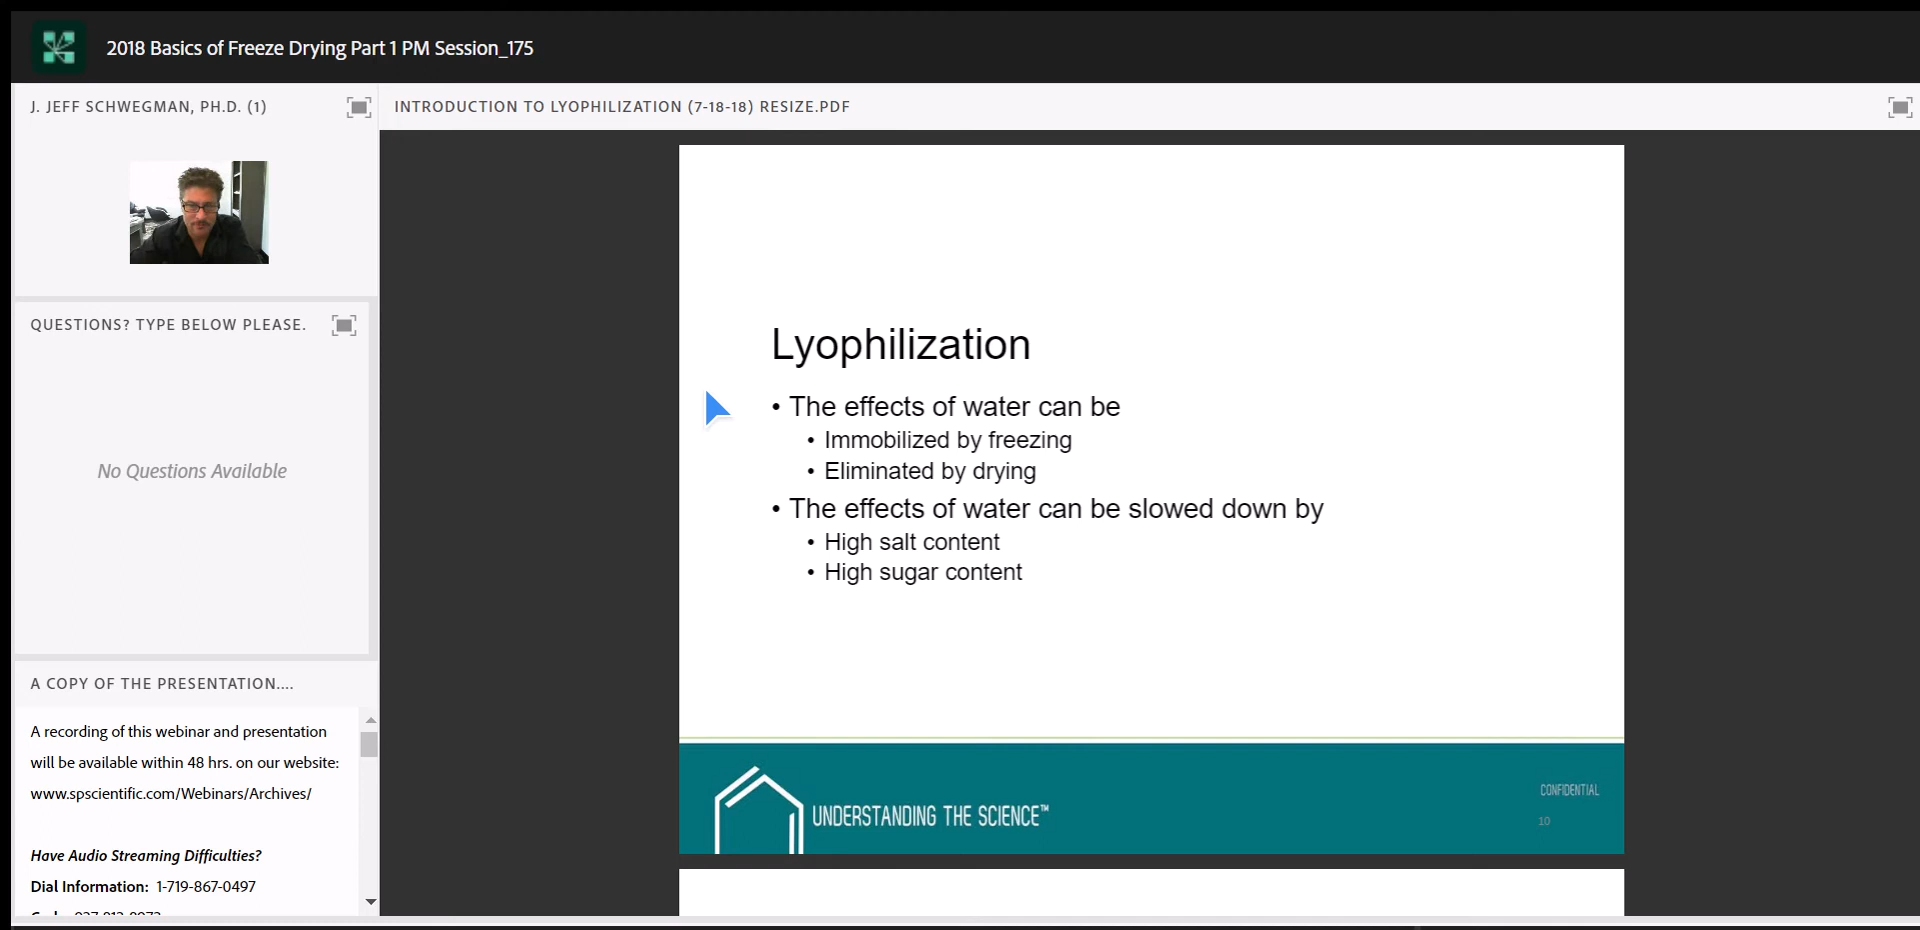 2018 Basics of Freeze Drying Part 1 PM Session_175
J. JEFF SCHWEGMAN, PH.D. (1)
INTRODUCTION TO LYOPHILIZATION (7-18-18) RESIZE.PDF
QUESTIONS? TYPE BELOW PLEASE.
No Questions Available
A COPY OF THE PRESENTATION....
A recording of this webinar and presentation
will be available within 48 hrs. on our website:
www.spscientific.com/Webinars/Archives/
Have Audio Streaming Difficulties?
Dial Information: 1-719-867-0497
Lyophilization
• The effects of water can be
• Immobilized by freezing
• Eliminated by drying
• The effects of water can be slowed down by
• High salt content
• High sugar content
UNDERSTANDING THE SCIENCE™
CONFIDENTIAL
10